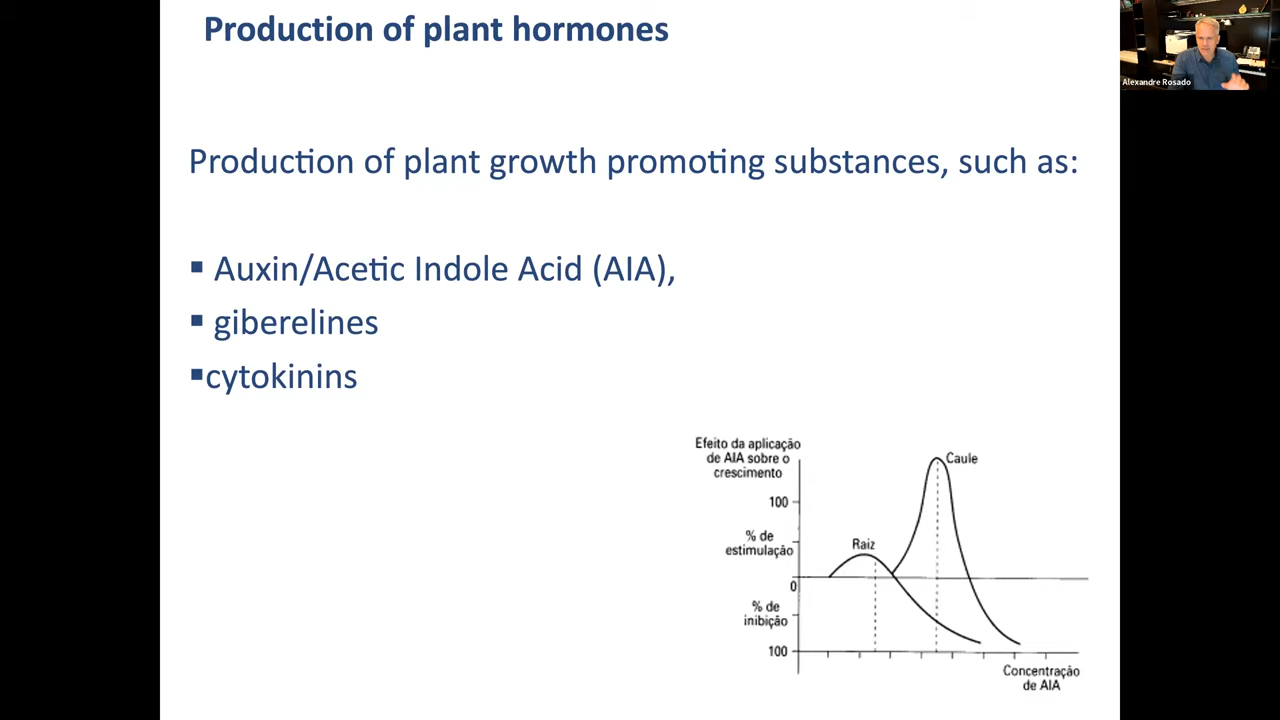 Production of plant hormones
Alexandre Rosado
Production of plant growth promoting substances, such as:
▪ Auxin/Acetic Indole Acid (AIA),
▪ giberelines
▪cytokinins
Efeito da aplicação
de AIA sobre o
crescimento
Caule
100
% de
estimulação
Raiz
0
% de
inibição
100
Concentração
de AIA